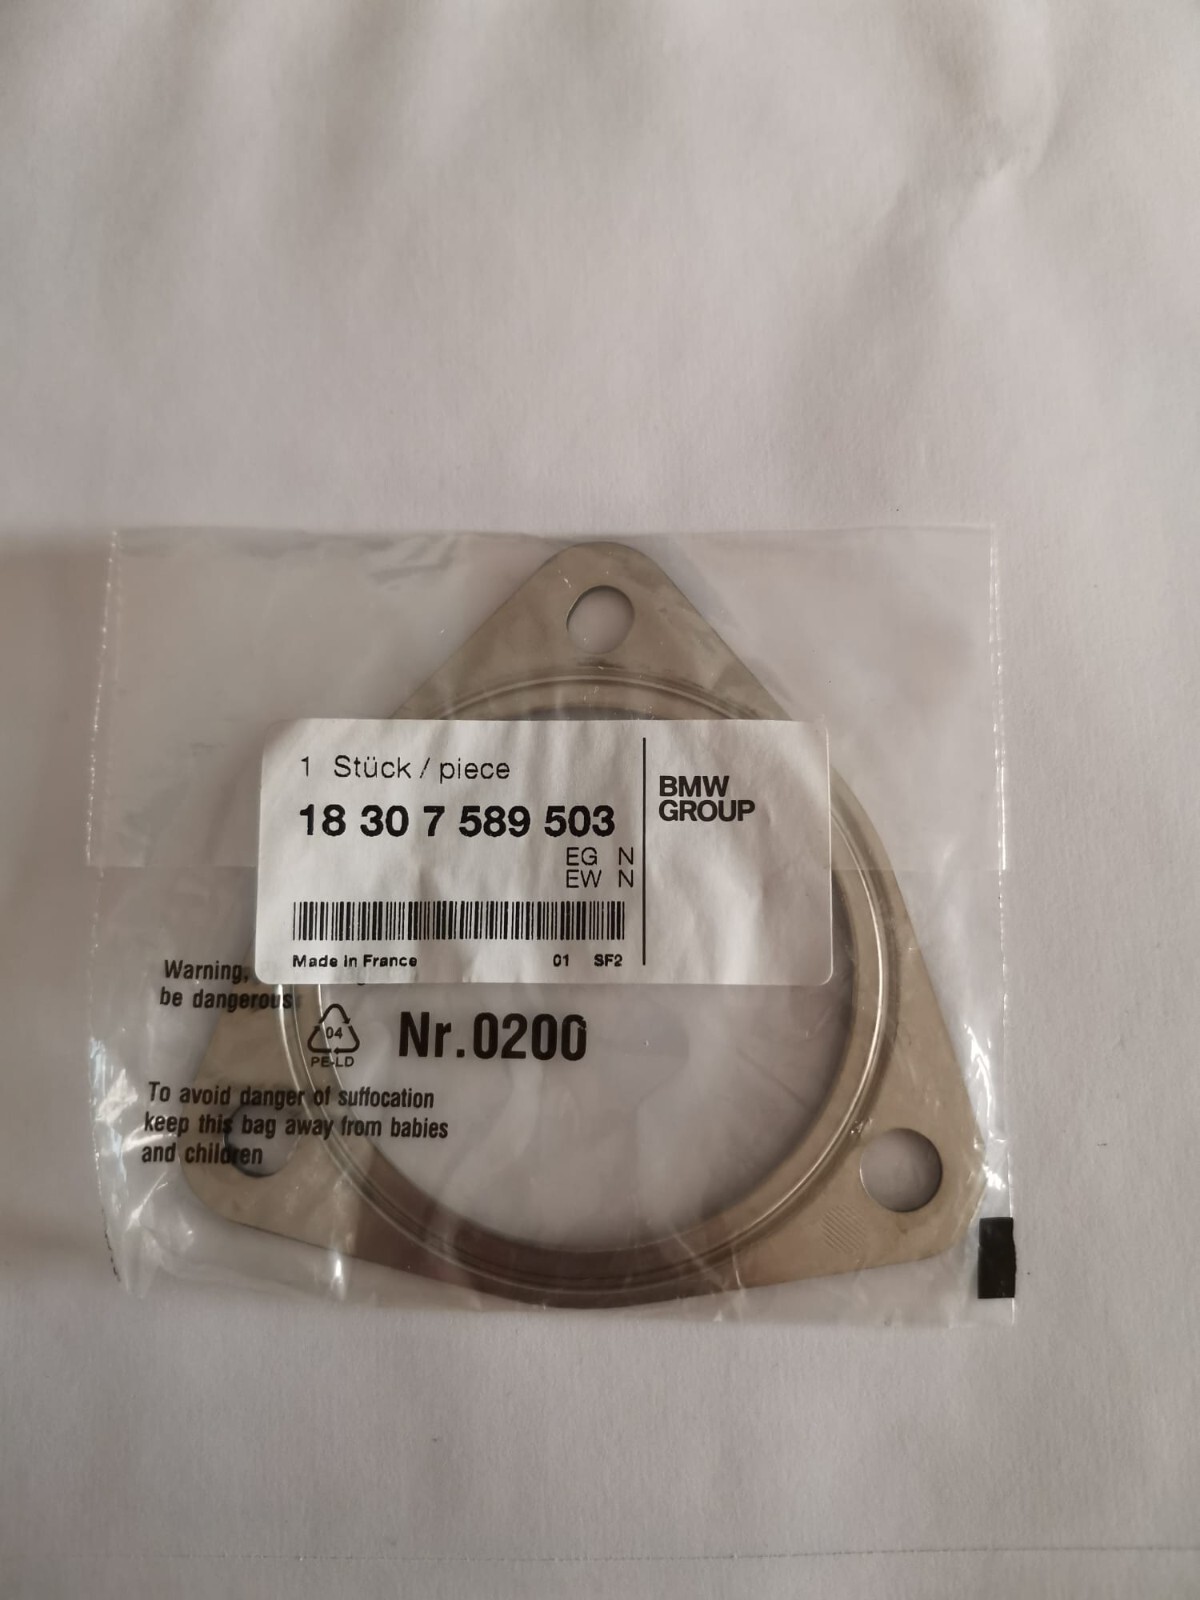 1 Stück / piece
18 30 7 589 503
EG N
EW N
Made in France 01 SF2
BMW
GROUP
Warning,
be dangerous
04
PE-LD
Nr.0200
To avoid danger of suffocation
keep this bag away from babies
and children